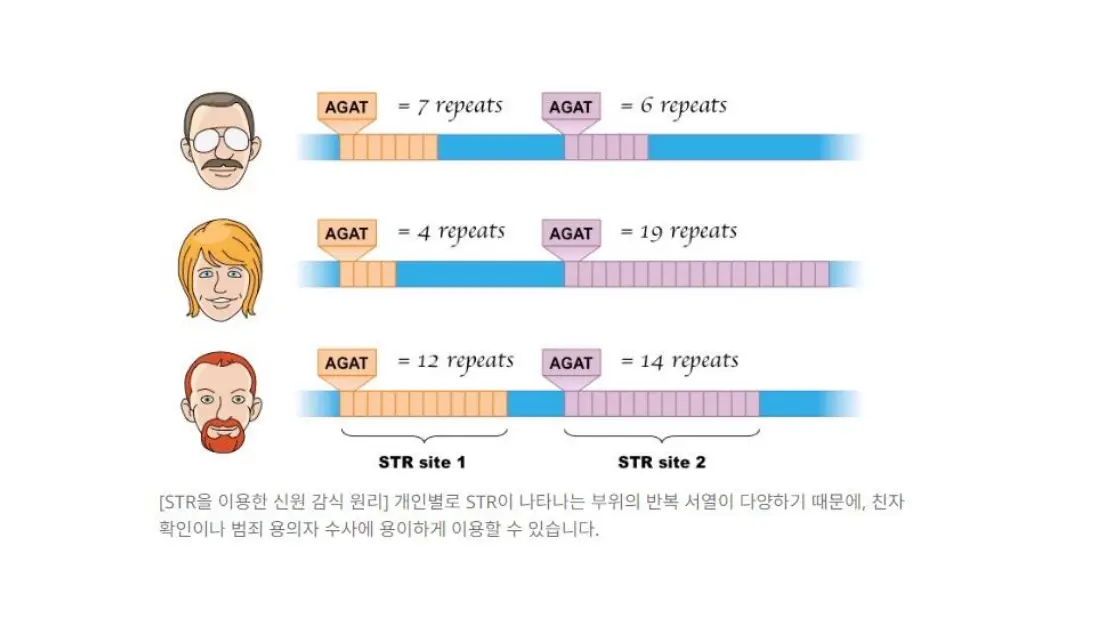 AGAT = 7 repeats AGAT = 6 repeats
AGAT = 4 repeats AGAT = 19 repeats
AGAT = 12 repeats AGAT = 14 repeats
STR site 1 STR site 2
[STR을 이용한 신원 감식 원리] 개인별로 STR이 나타나는 부위의 반복 서열이 다양하기 때문에, 친자
확인이나 범죄 용의자 수사에 용이하게 이용할 수 있습니다.